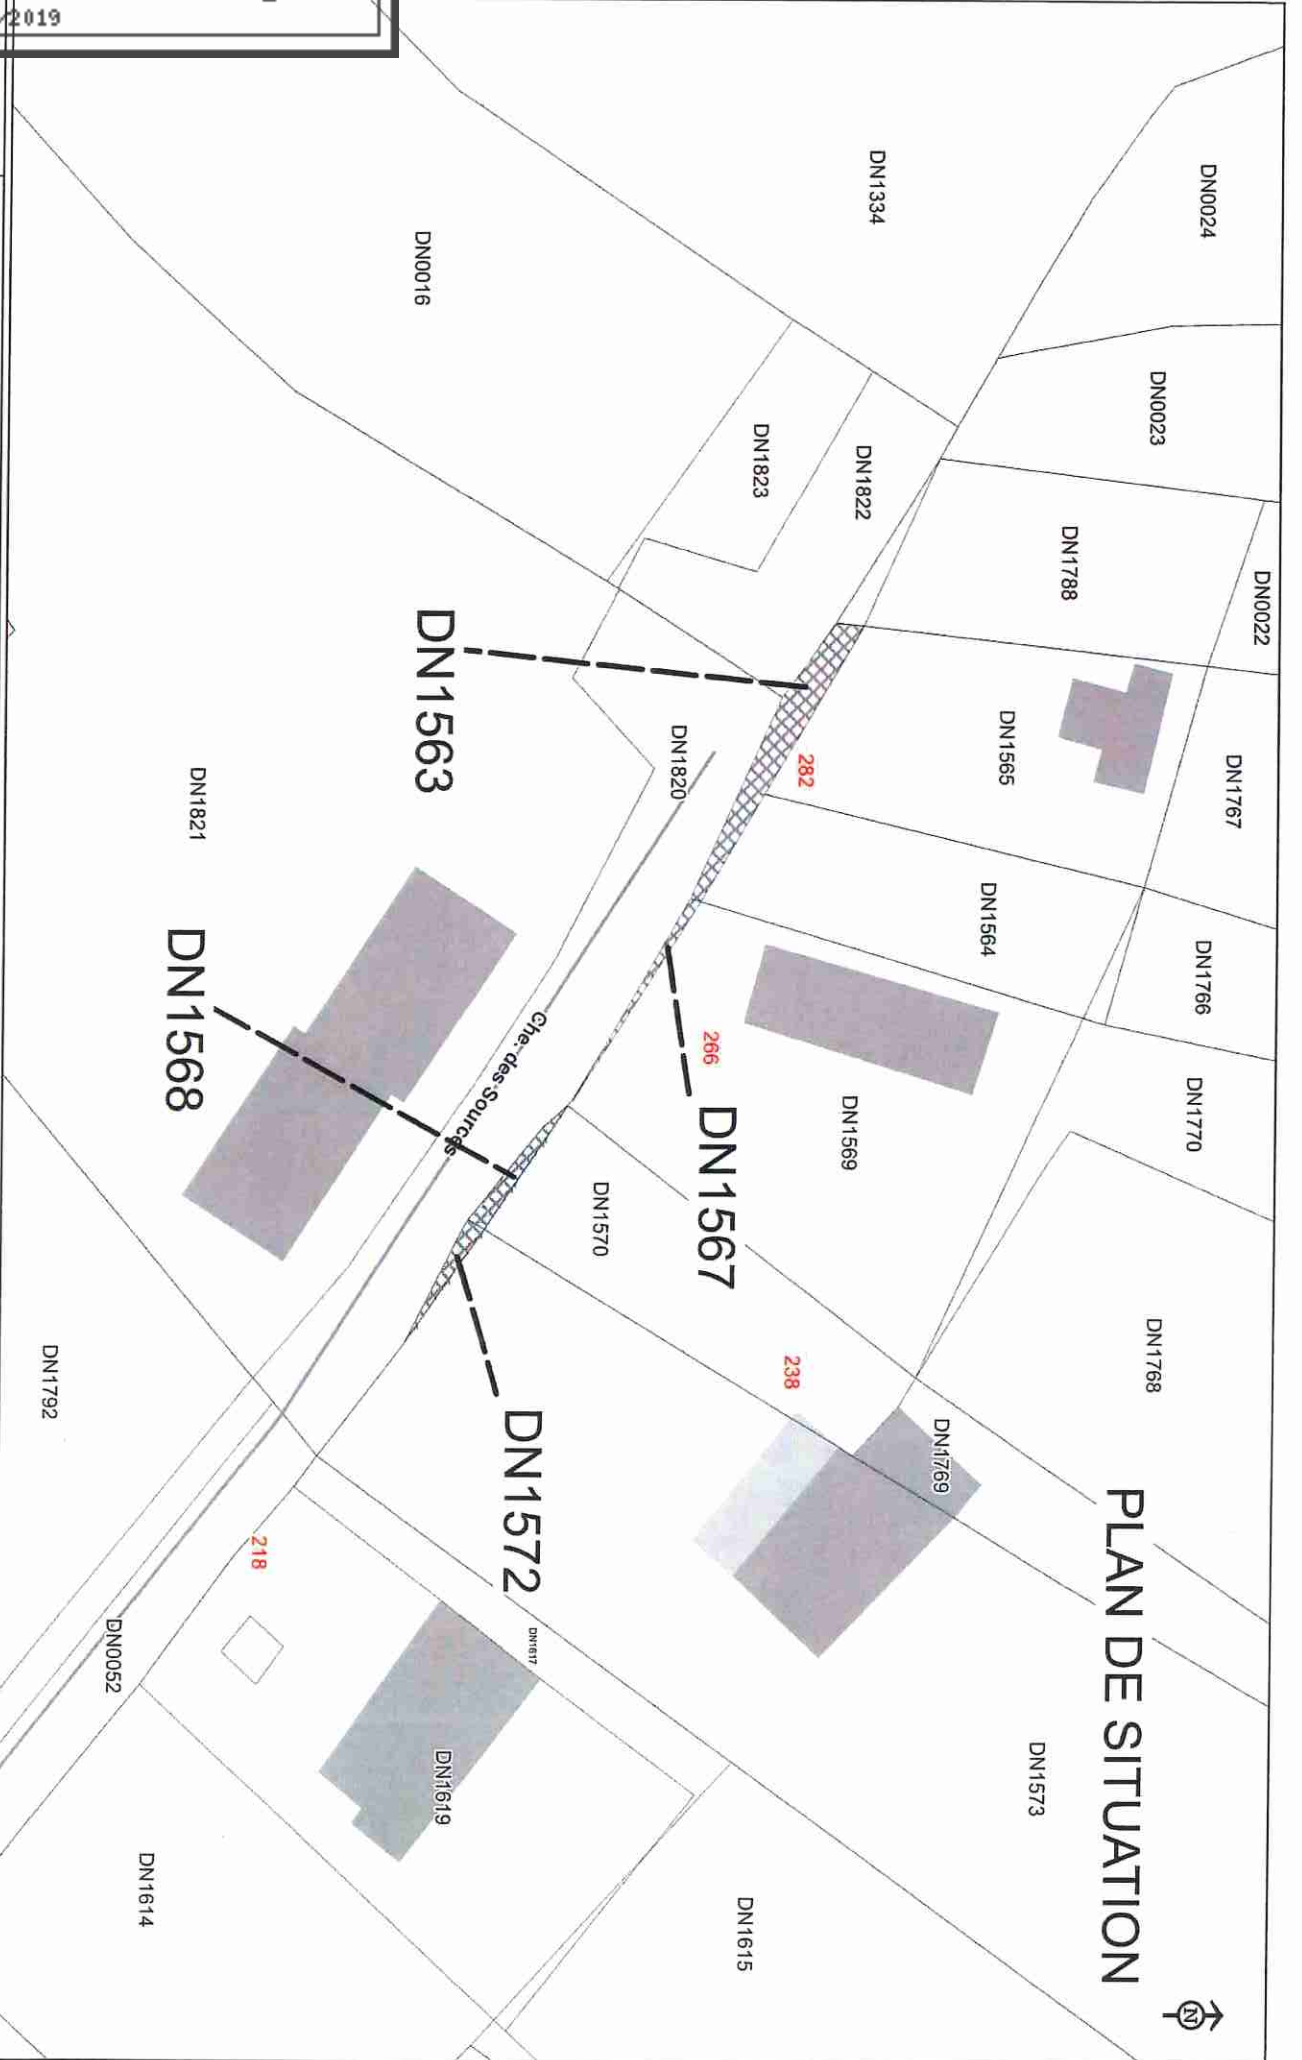 2019
PLAN DE SITUATION
N
DN0024
DN0023
DN0022
DN1788
DN1767
DN1766
DN1770
DN1768
DN1334
DN1565
DN1564
DN1569
DN1769
DN1573
DN1822
DN1823
282
266
238
DN1567
DN1570
DN1615
DN1820
DN0016
DN1563
Che. des Sources
DN1572
DN1617
DN1619
218
DN1821
DN1568
DN0052
DN1614
DN1792